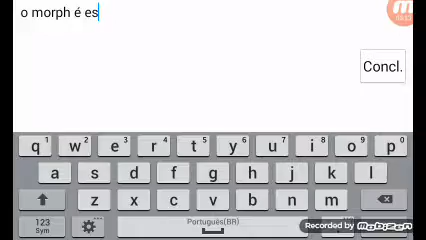 o morph é es
Concl.
q 1 w 2 e 3 r 4 t 5 y 6 u 7 i 8 o 9 p 0
a s d f g h j k l
z x c v b n m
123
Sym
Português(BR)
Recorded by Mobizen